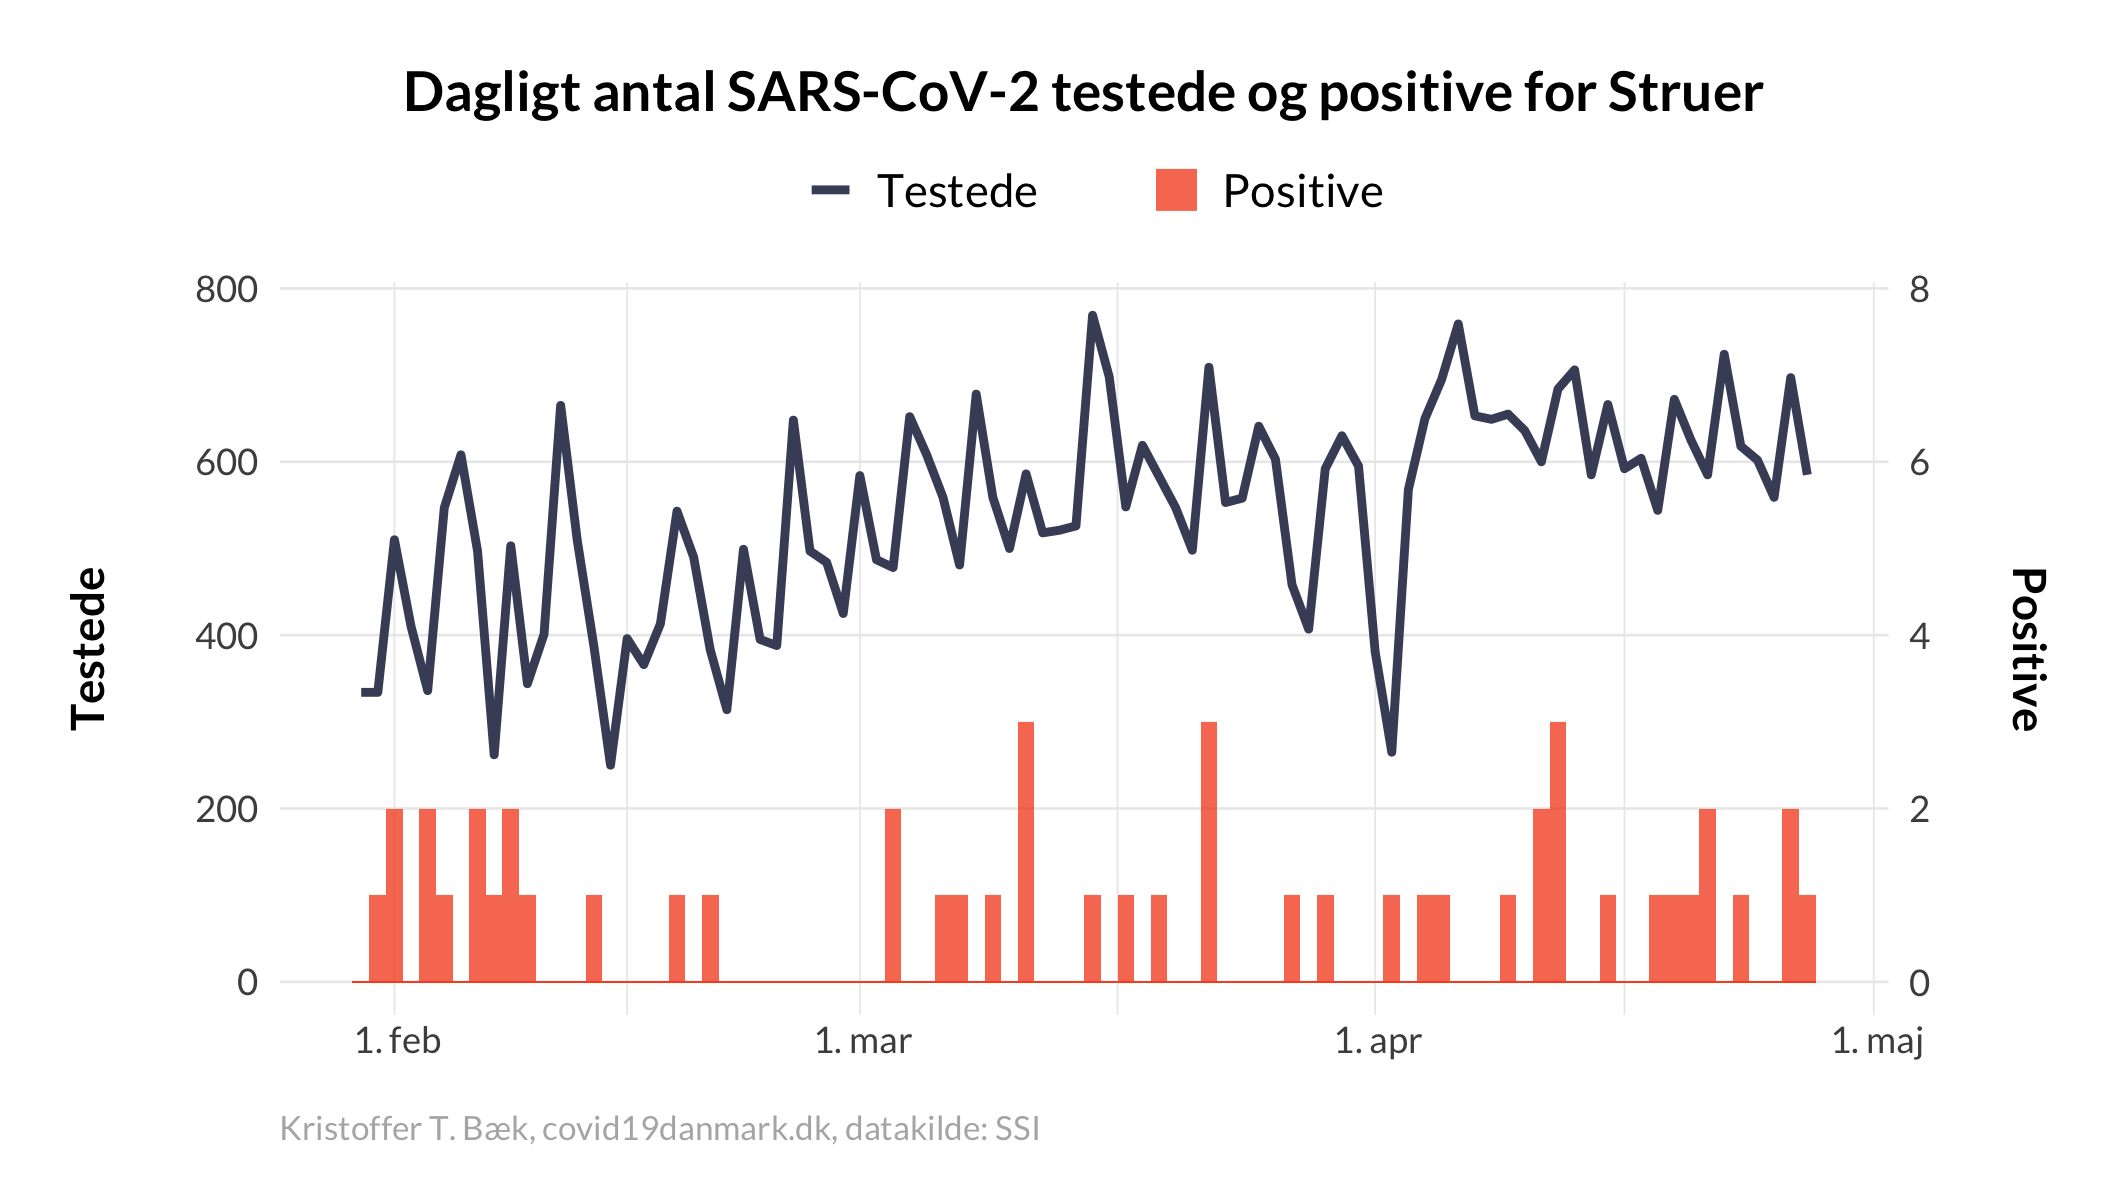 Dagligt antal SARS-CoV-2 testede og positive for Struer
Testede Positive
800 8
600 6
400 4
200 2
0 0
Testede
Positive
1. feb 1. mar 1. apr 1. maj
Kristoffer T. Bæk, covid19danmark.dk, datakilde: SSI